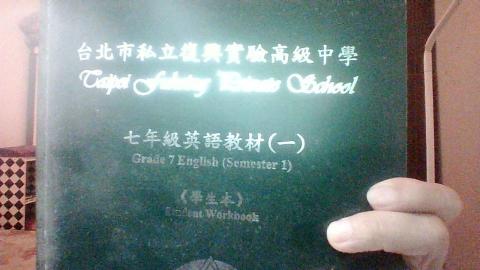 台北市私立復興實驗高級中學
Taipei Fuhsing Private School
七年級英語教材(一)
Grade 7 English (Semester 1)
《學生本》
Student Workbook